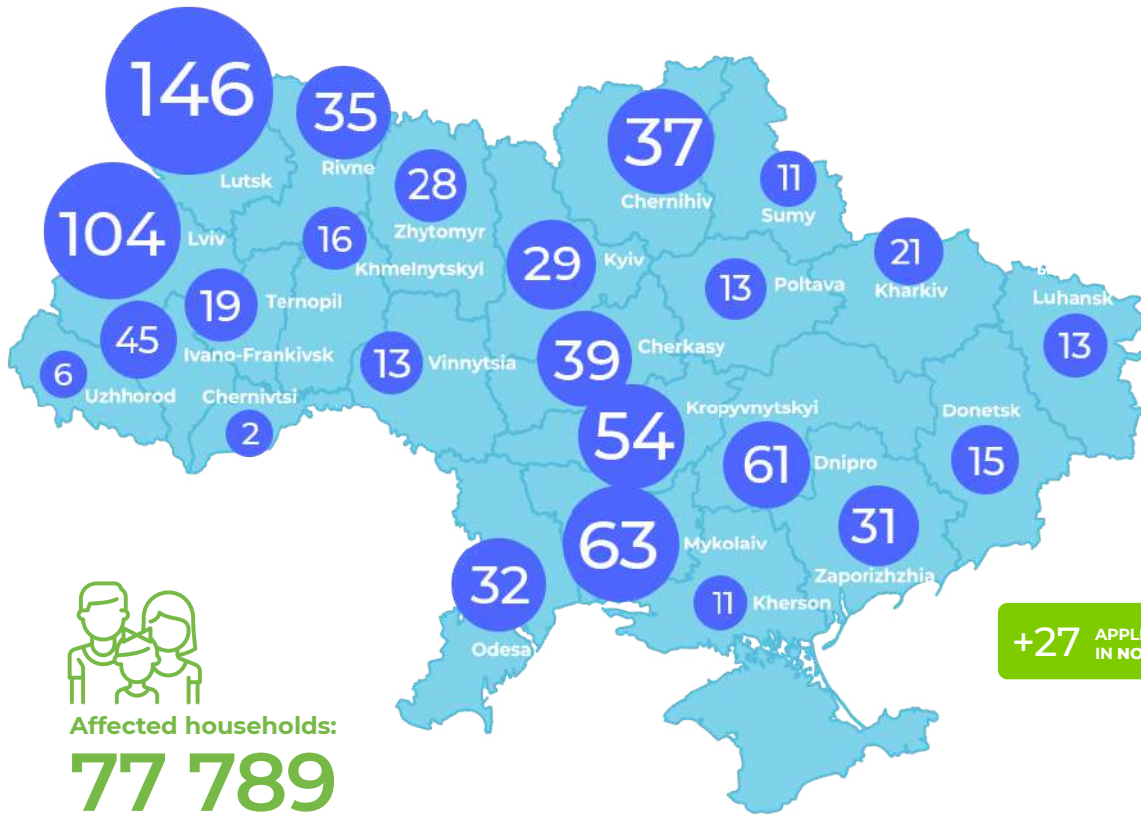 146
Lutsk
35
Rivne
28
Zhytomyr
37
Chernihiv
11
Sumy
104
Lviv
16
Khmelnytskyi
29
Kyiv
13
Poltava
21
Kharkiv
Luhansk
13
19
Ternopil
45
Ivano-Frankivsk
6
Uzhhorod
Chernivtsi
2
13
Vinnytsia
39
Cherkasy
54
Kropyvnytskyi
61
Dnipro
Donetsk
15
31
Zaporizhzhia
63
Mykolaiv
11
Kherson
32
Odesa
+27
IN
Affected households:
77 789